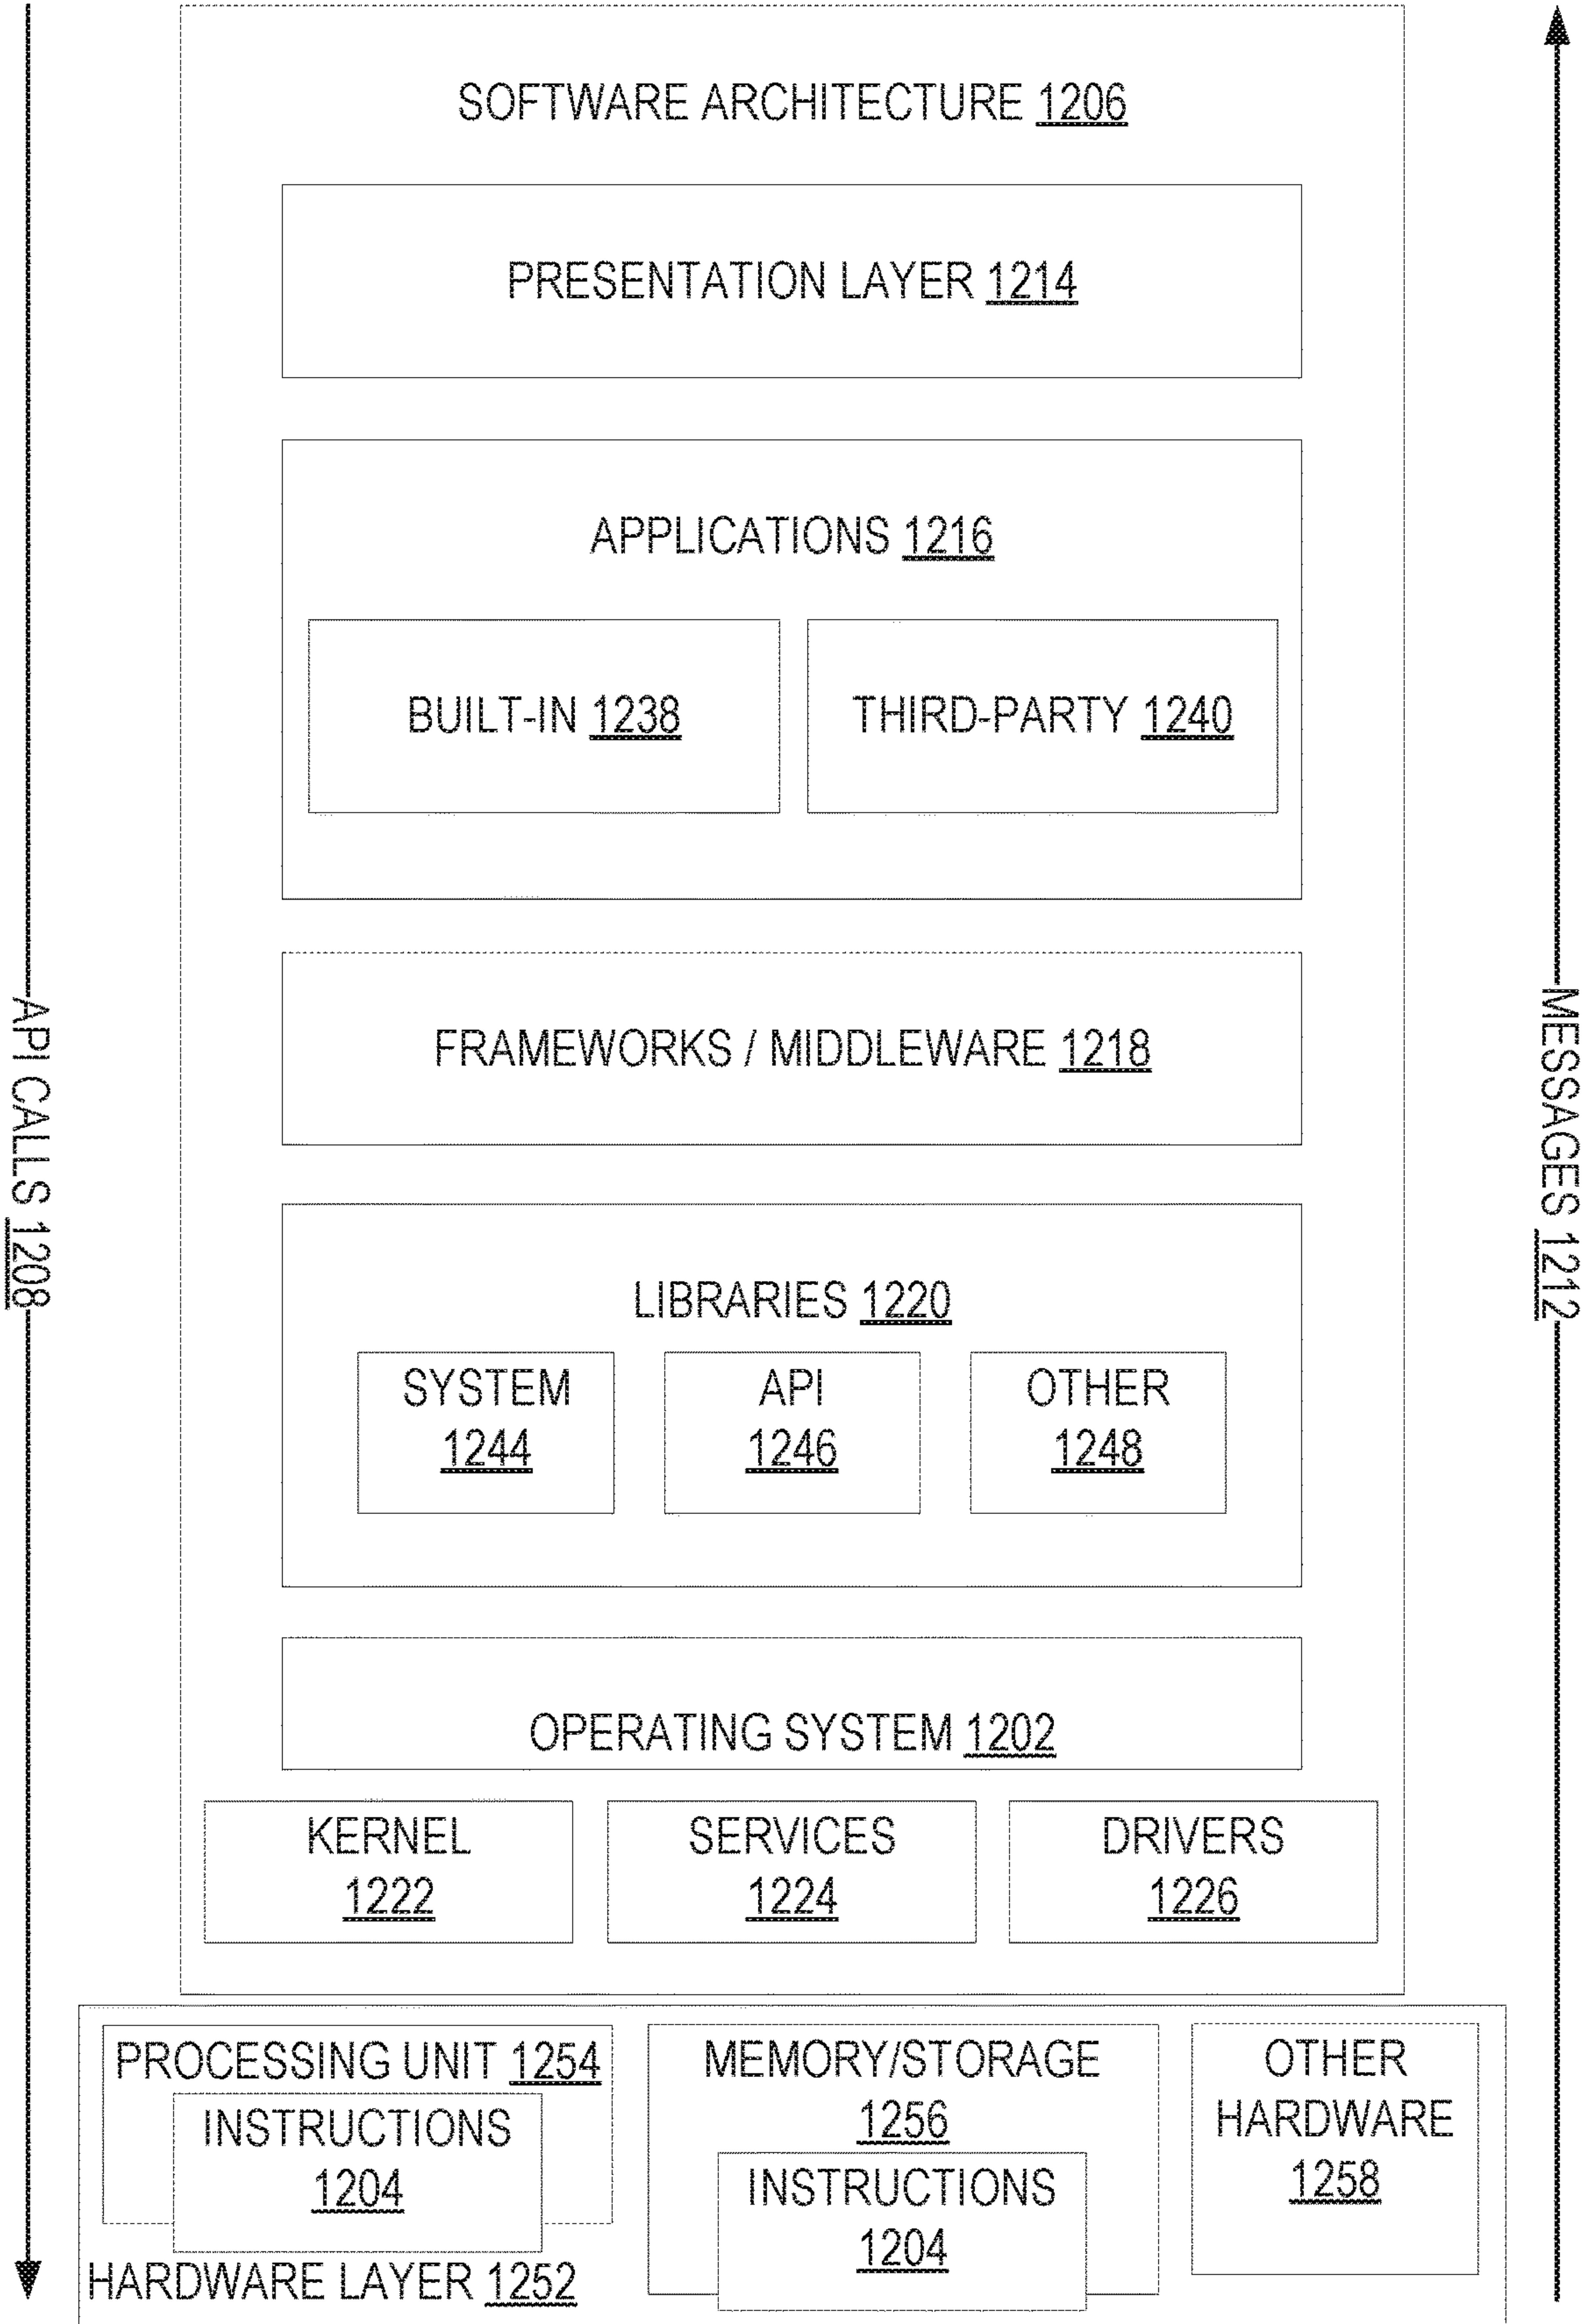 SOFTWARE ARCHITECTURE 1206
PRESENTATION LAYER 1214
APPLICATIONS 1216
BUILT-IN 1238
THIRD-PARTY 1240
FRAMEWORKS / MIDDLEWARE 1218
API CALLS 1208
MESSAGES 1212
LIBRARIES 1220
SYSTEM
1244
API
1246
OTHER
1248
OPERATING SYSTEM 1202
KERNEL
1222
SERVICES
1224
DRIVERS
1226
PROCESSING UNIT 1254
INSTRUCTIONS
1204
MEMORY/STORAGE
1256
INSTRUCTIONS
1204
OTHER
HARDWARE
1258
HARDWARE LAYER 1252